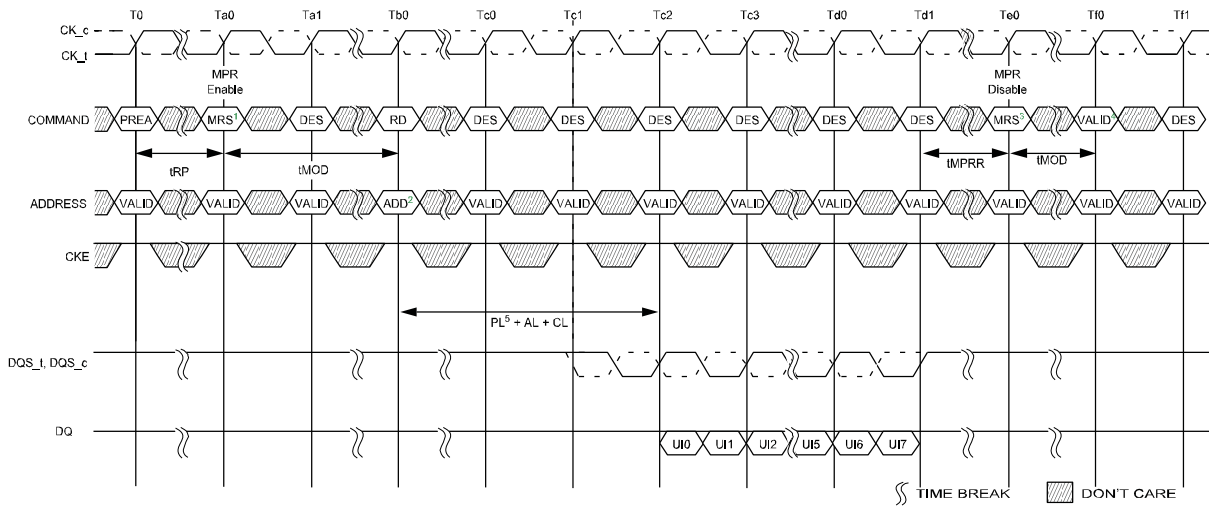 T0 Ta0 Ta1 Tb0 Tc0 Tc1 Tc2 Tc3 Td0 Td1 Te0 Tf0 Tf1
CK_c
CK_t
MPR Enable
MPR Disable
COMMAND PREA MRS1 DES RD DES DES DES DES DES DES MRS3 VALID4 DES
tRP tMOD tMPRR tMOD
ADDRESS VALID VALID VALID ADD2 VALID VALID VALID VALID VALID VALID VALID VALID VALID
CKE
PL5 + AL + CL
DQS_t, DQS_c
DQ UI0 UI1 UI2 UI5 UI6 UI7
TIME BREAK DON'T CARE